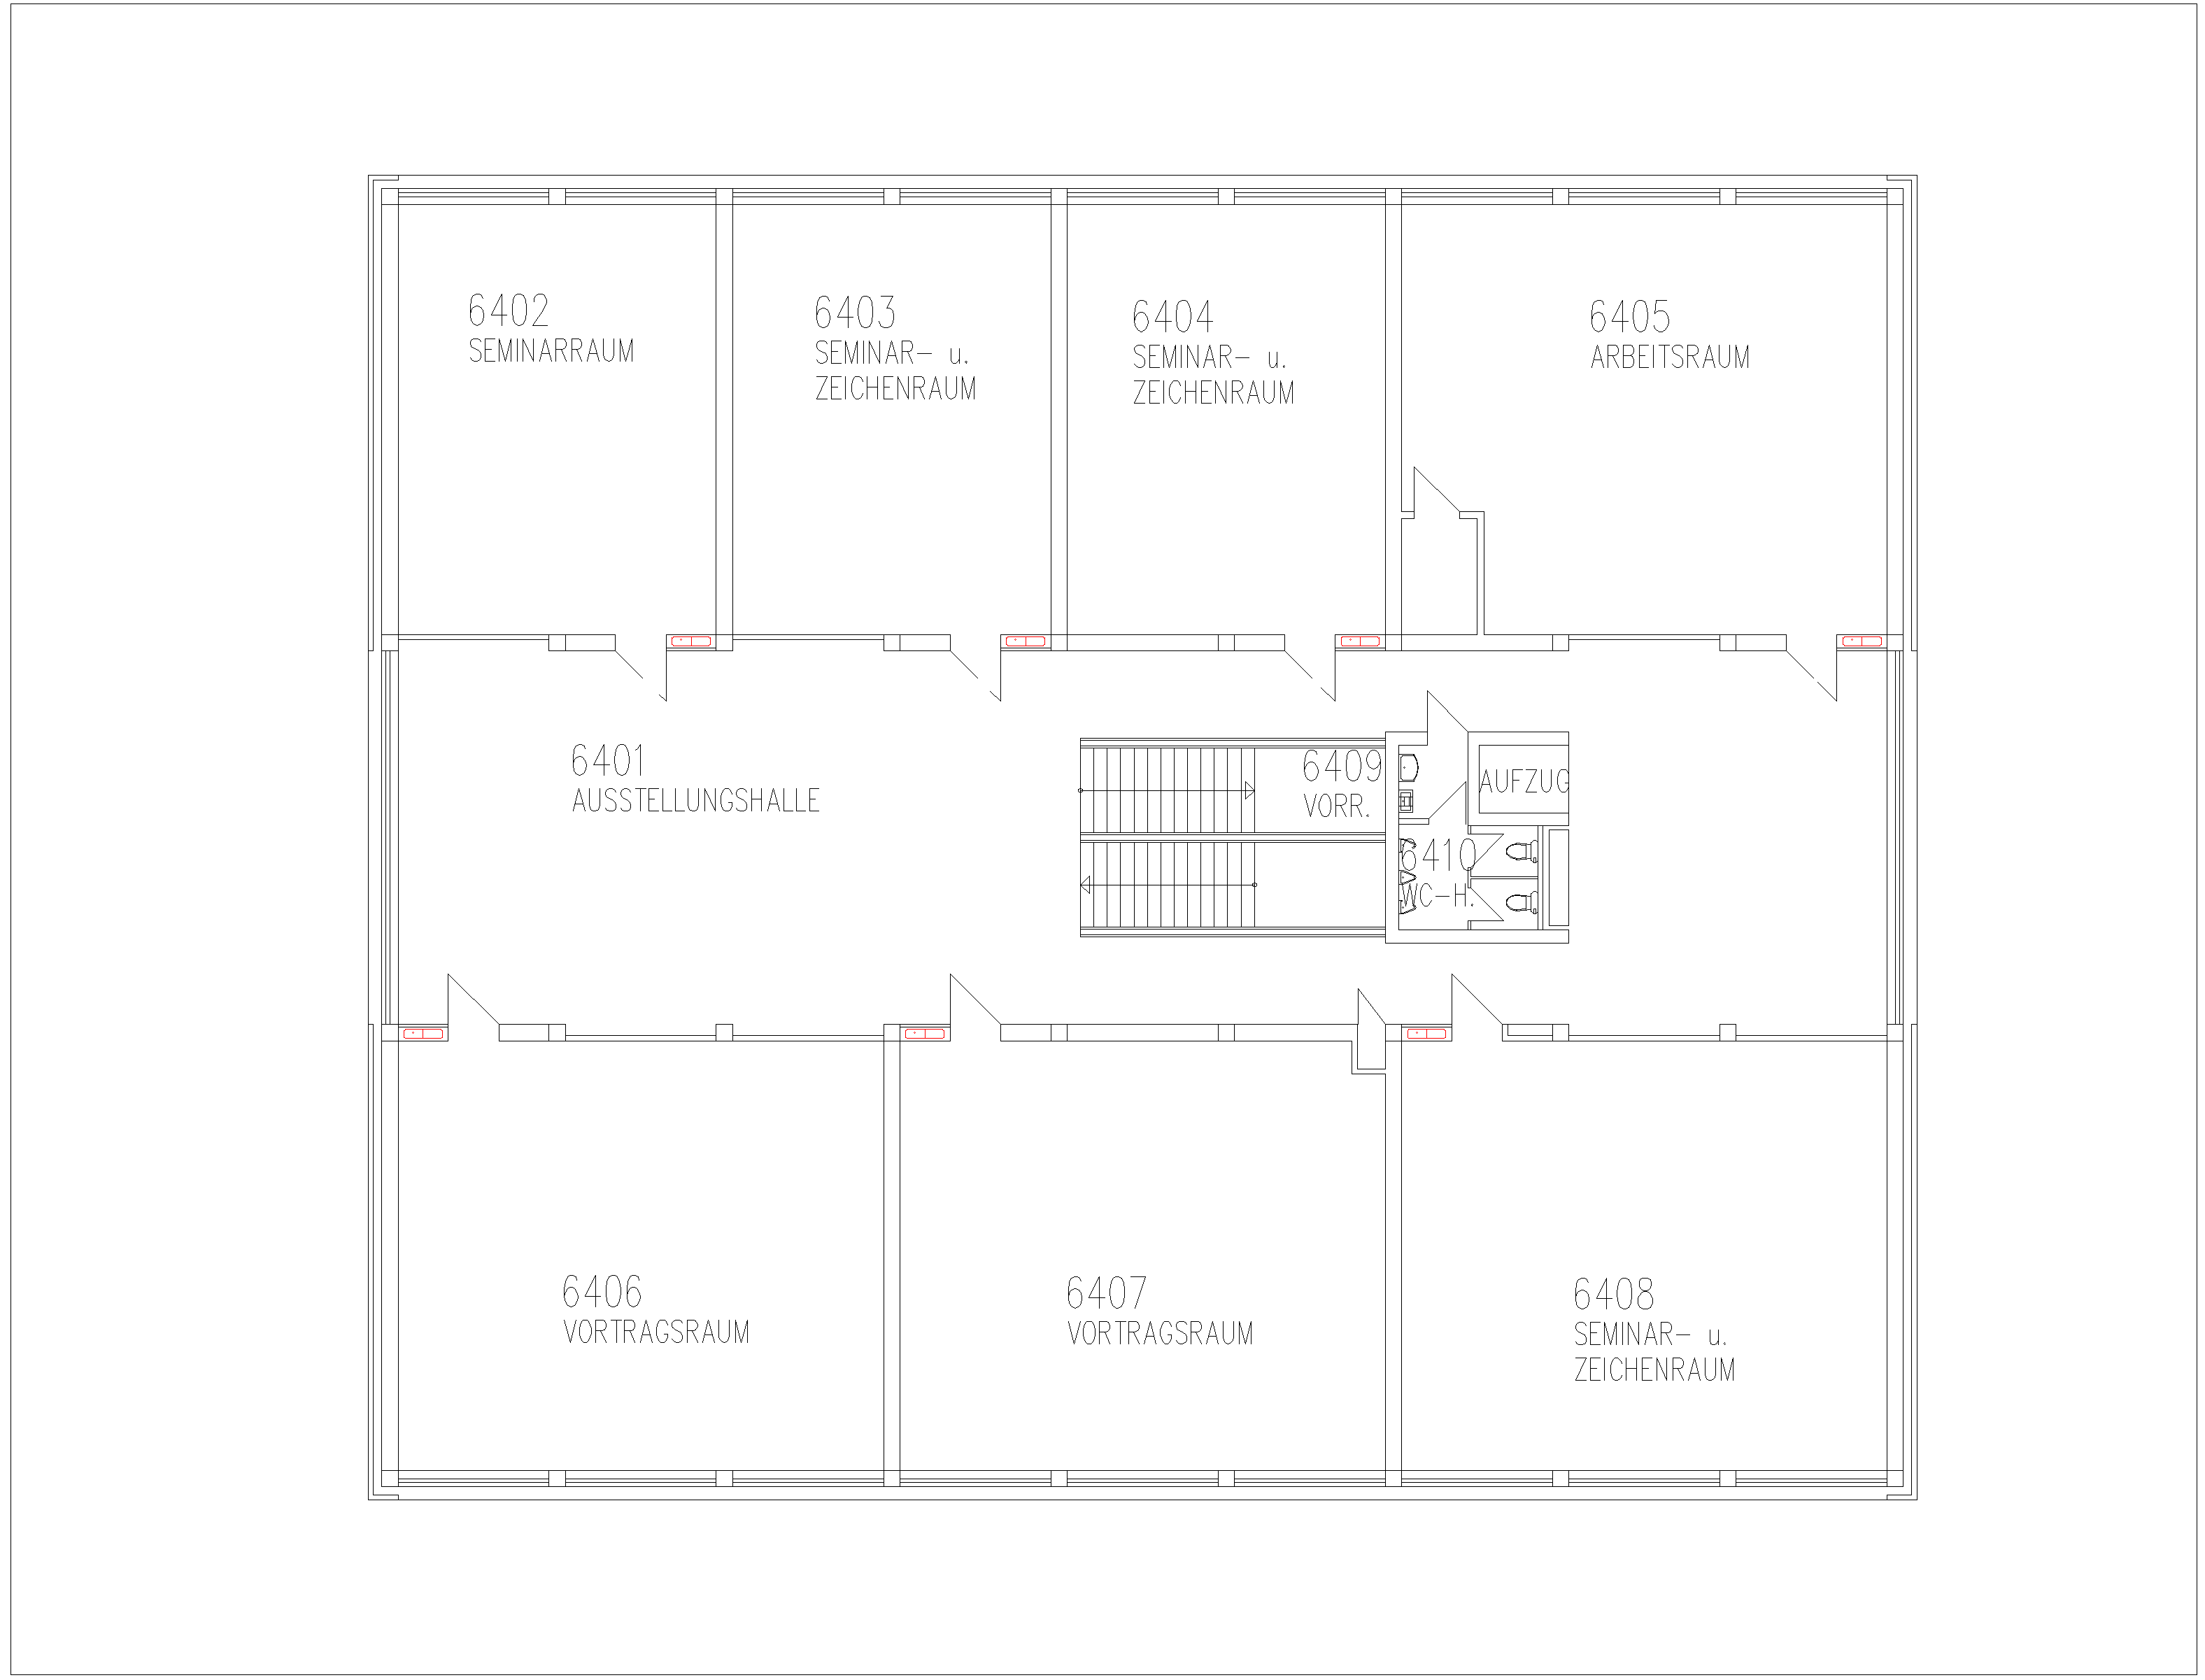 6402
SEMINARRAUM
6403
SEMINAR- u.
ZEICHENRAUM
6404
SEMINAR- u.
ZEICHENRAUM
6405
ARBEITSRAUM
6401
AUSSTELLUNGSHALLE
6409
VORR.
AUFZUG
6410
WC-H.
6406
VORTRAGSRAUM
6407
VORTRAGSRAUM
6408
SEMINAR- u.
ZEICHENRAUM